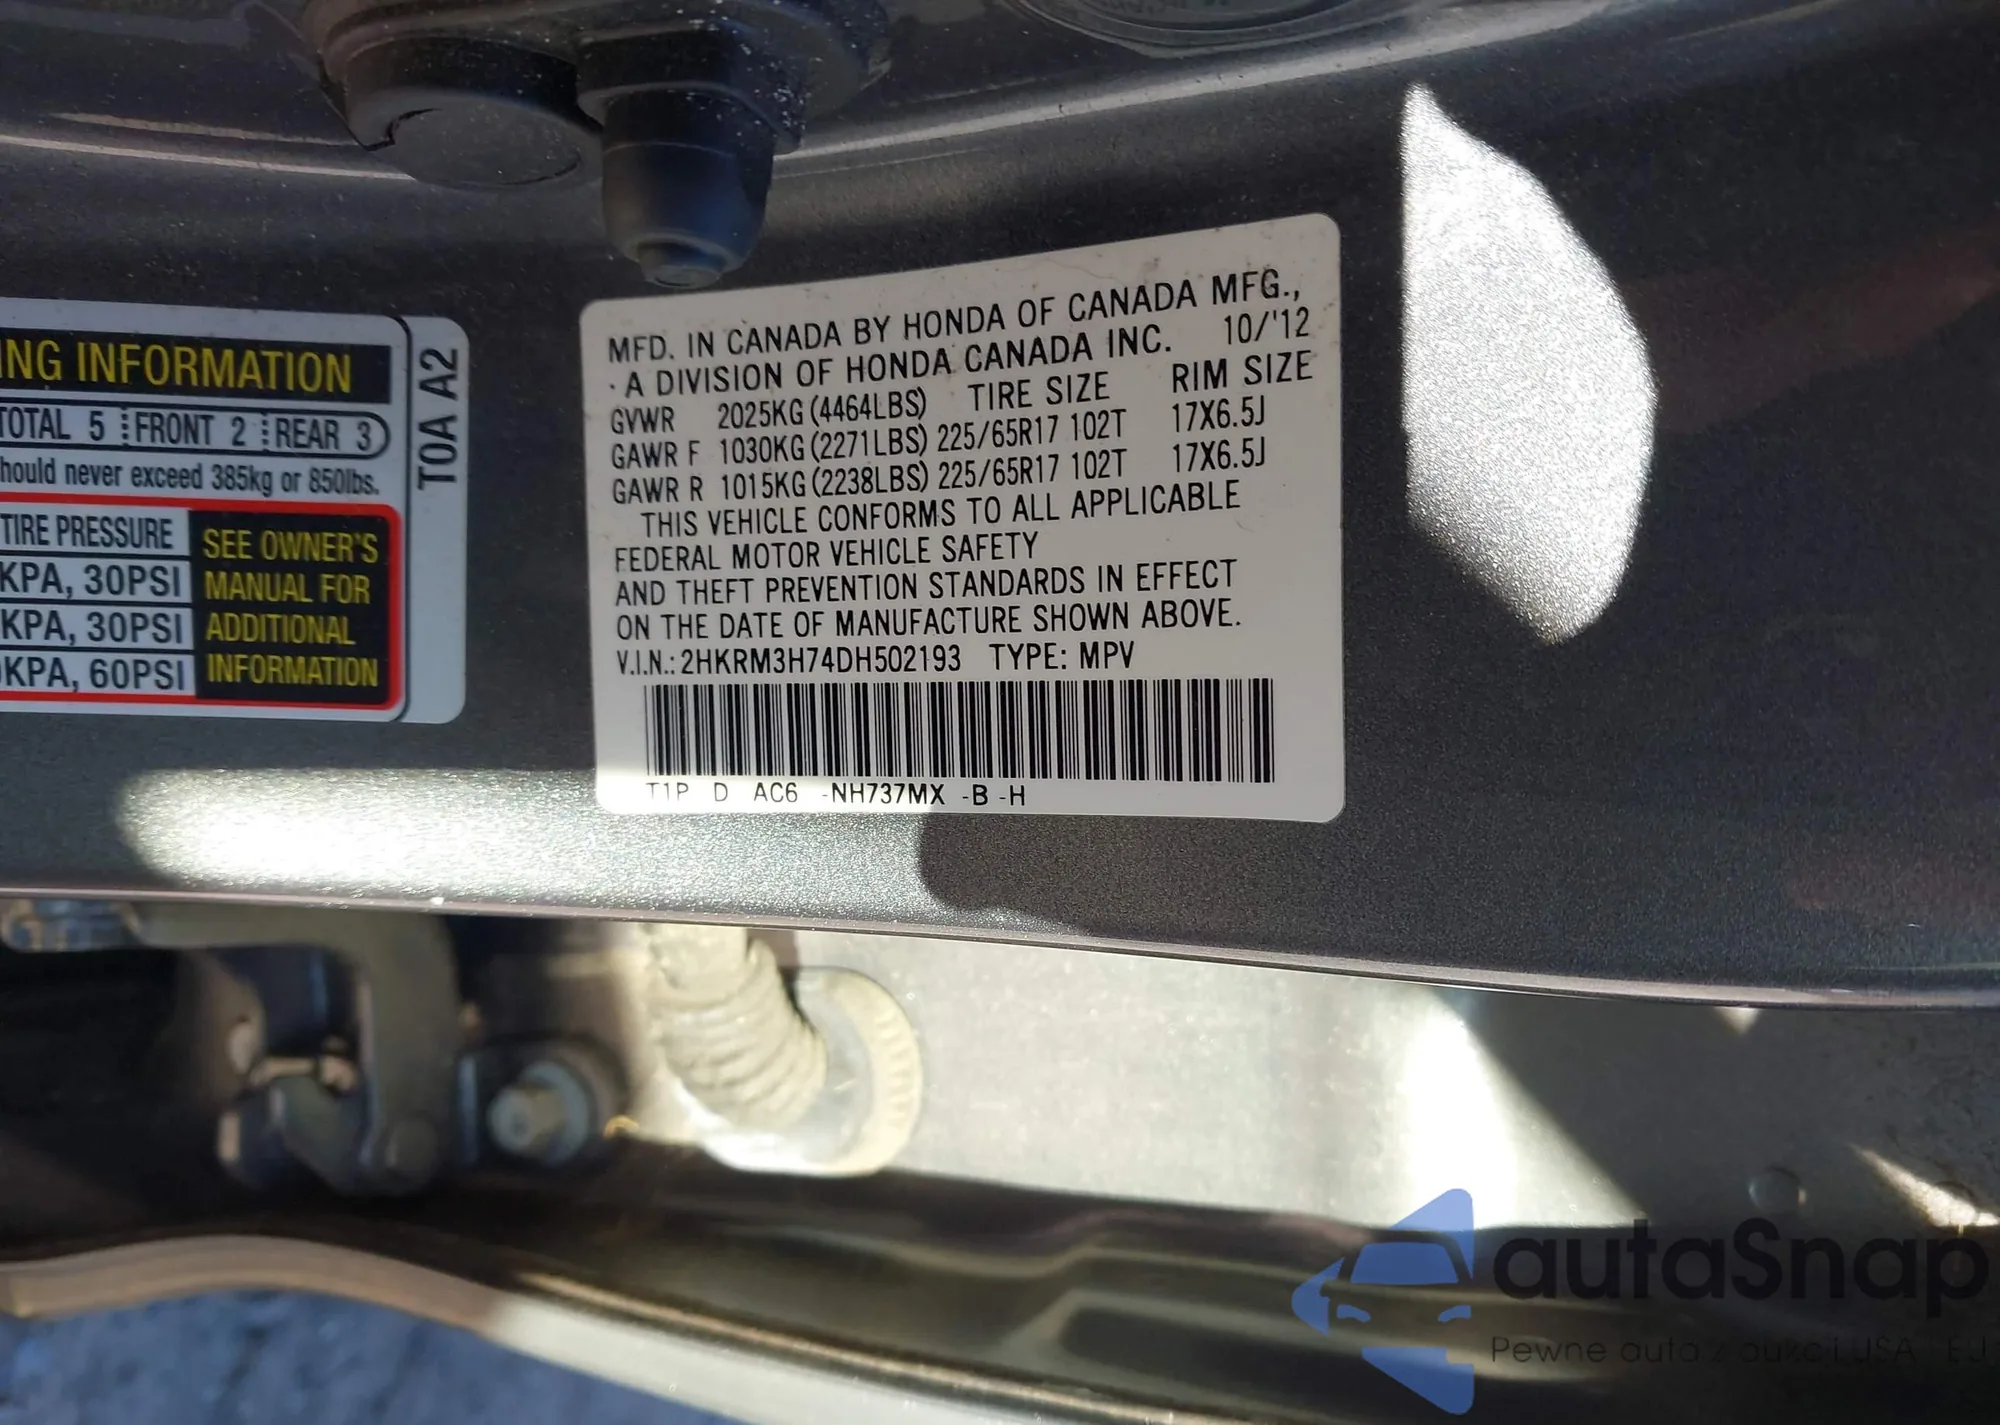 NG INFORMATION
TOTAL 5 FRONT 2 REAR 3
hould never exceed 385kg or 850lbs.
TIRE PRESSURE
KPA, 30PSI
KPA, 30PSI
KPA, 60PSI
SEE OWNER'S
MANUAL FOR
ADDITIONAL
INFORMATION
T0A A2
MFD. IN CANADA BY HONDA OF CANADA MFG.,
· A DIVISION OF HONDA CANADA INC. 10/'12
GVWR 2025KG (4464LBS) TIRE SIZE RIM SIZE
GAWR F 1030KG (2271LBS) 225/65R17 102T 17X6.5J
GAWR R 1015KG (2238LBS) 225/65R17 102T 17X6.5J
THIS VEHICLE CONFORMS TO ALL APPLICABLE
FEDERAL MOTOR VEHICLE SAFETY
AND THEFT PREVENTION STANDARDS IN EFFECT
ON THE DATE OF MANUFACTURE SHOWN ABOVE.
V.I.N.: 2HKRM3H74DH502193 TYPE: MPV
T1P D AC6 -NH737MX -B -H
autaSnap
Pewne auta z aukcji USA i EU